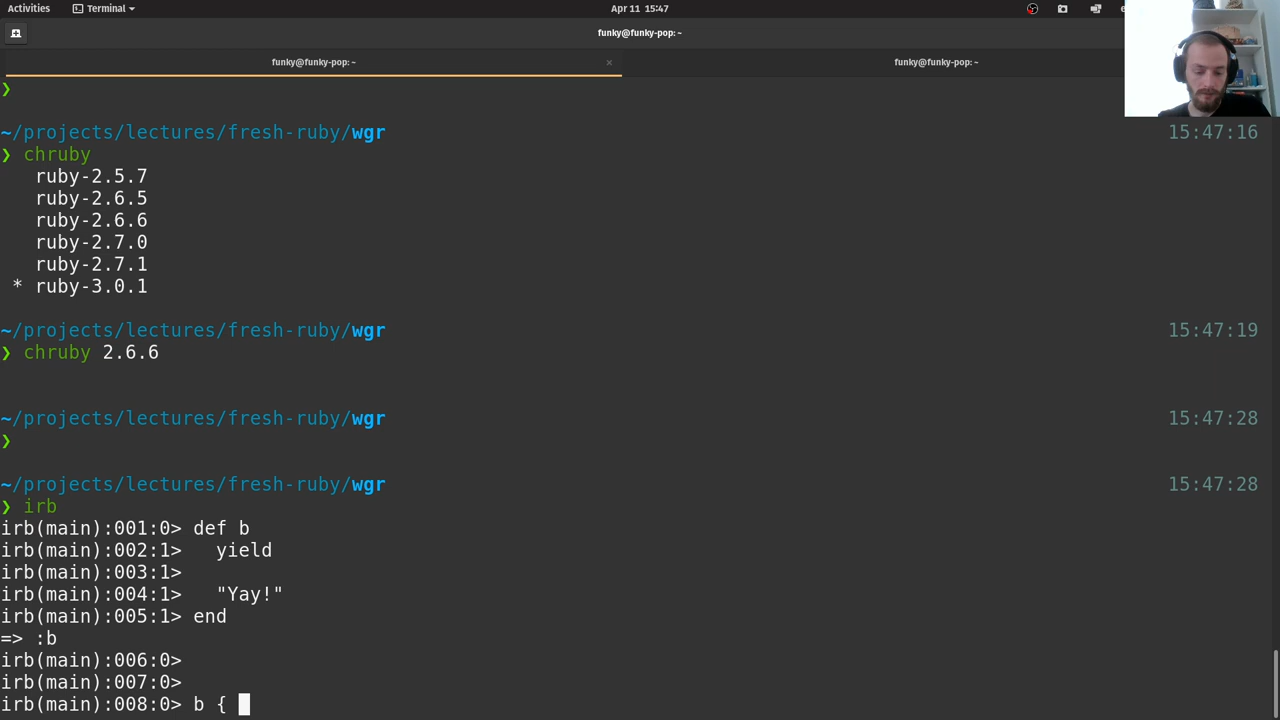 Activities Terminal Apr 11 15:47
funky@funky-pop: ~
funky@funky-pop: ~ × funky@funky-pop: ~
❯
~/projects/lectures/fresh-ruby/wgr 15:47:16
❯ chruby
ruby-2.5.7
ruby-2.6.5
ruby-2.6.6
ruby-2.7.0
ruby-2.7.1
* ruby-3.0.1
~/projects/lectures/fresh-ruby/wgr 15:47:19
❯ chruby 2.6.6
~/projects/lectures/fresh-ruby/wgr 15:47:28
❯
~/projects/lectures/fresh-ruby/wgr 15:47:28
❯ irb
irb(main):001:0> def b
irb(main):002:1>   yield
irb(main):003:1>
irb(main):004:1>   "Yay!"
irb(main):005:1> end
=> :b
irb(main):006:0>
irb(main):007:0>
irb(main):008:0> b {